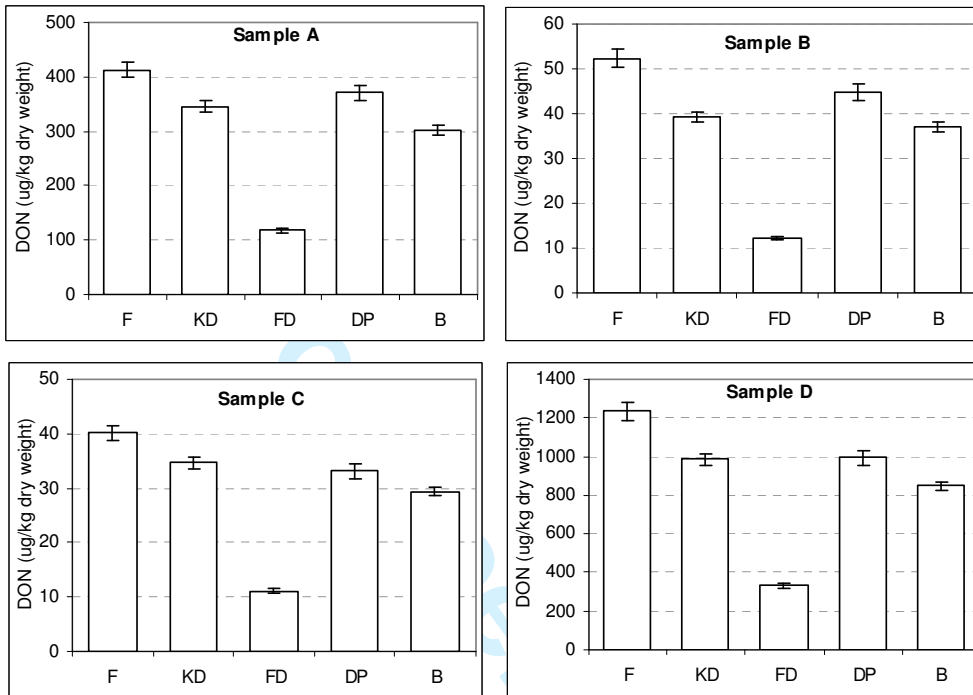 Sample A
DON (ug/kg dry weight)
500
400
300
200
100
0
F KD FD DP B
Sample B
DON (ug/kg dry weight)
60
50
40
30
20
10
0
F KD FD DP B
Sample C
DON (ug/kg dry weight)
50
40
30
20
10
0
F KD FD DP B
Sample D
DON (ug/kg dry weight)
1400
1200
1000
800
600
400
200
0
F KD FD DP B